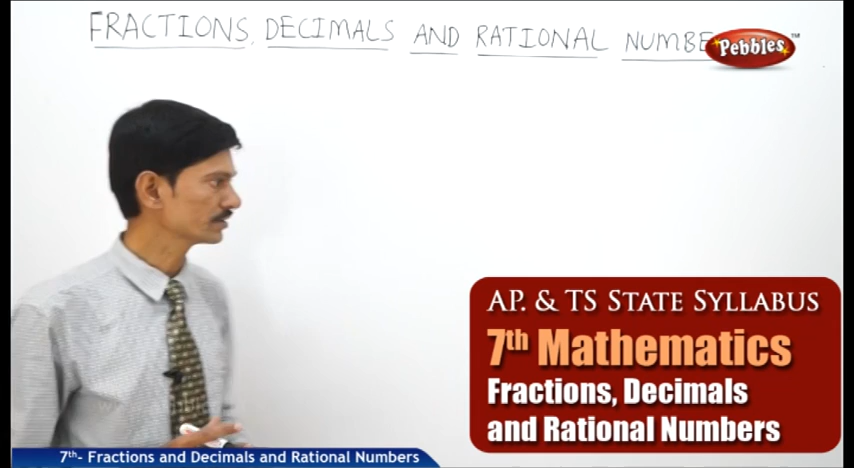 FRACTIONS, DECIMALS AND RATIONAL NUMBE
Pebbles™
AP. & TS STATE SYLLABUS
7th Mathematics
Fractions, Decimals
and Rational Numbers
7th- Fractions and Decimals and Rational Numbers